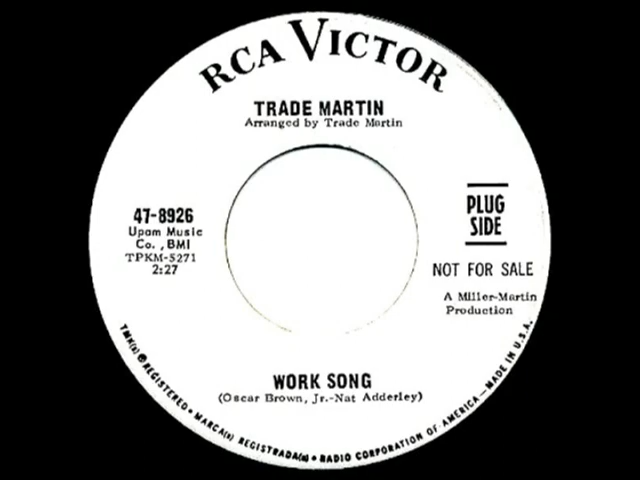 RCA VICTOR
TRADE MARTIN
Arranged by Trade Martin
47-8926
Upam Music
Co., BMI
TPKM-5271
2:27
PLUG
SIDE
NOT FOR SALE
A Miller-Martin
Production
WORK SONG
(Oscar Brown, Jr.-Nat Adderley)
TMK(s) ® REGISTERED • MARCA(s) REGISTRADA(s) • RADIO CORPORATION OF AMERICA — MADE IN U.S.A.